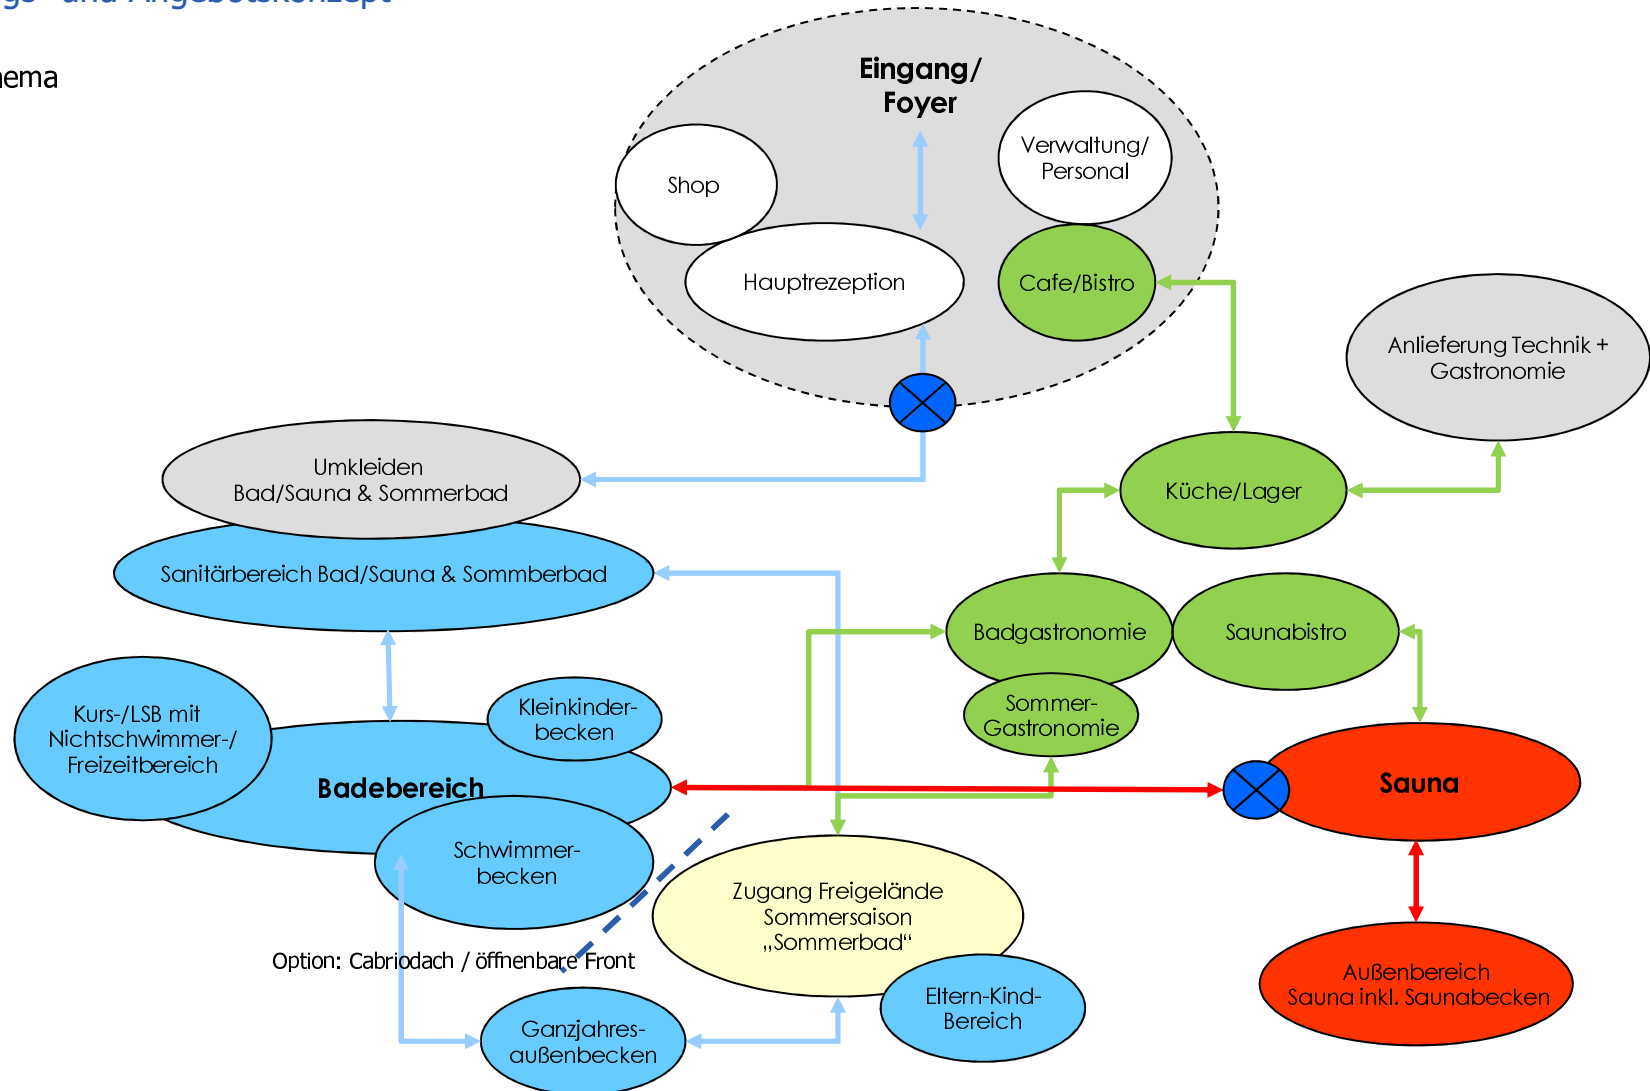 und Angebotskonzept
Eingang/
Foyer
Verwaltung/
Personal
Shop
Hauptrezeption
Cafe/Bistro
Anlieferung Technik +
Gastronomie
Umkleiden
Bad/Sauna & Sommerbad
Küche/Lager
Sanitärbereich Bad/Sauna & Sommberbad
Badgastronomie
Saunabistro
Kurs-/LSB mit
Nichtschwimmer-/
Freizeitbereich
Kleinkinder-
becken
Sommer-
Gastronomie
Badebereich
Sauna
Schwimmer-
becken
Zugang Freigelände
Sommersaison
„Sommerbad“
Option: Cabriodach / öffnenbare Front
Außenbereich
Sauna inkl. Saunabecken
Eltern-Kind-
Bereich
Ganzjahres-
außenbecken